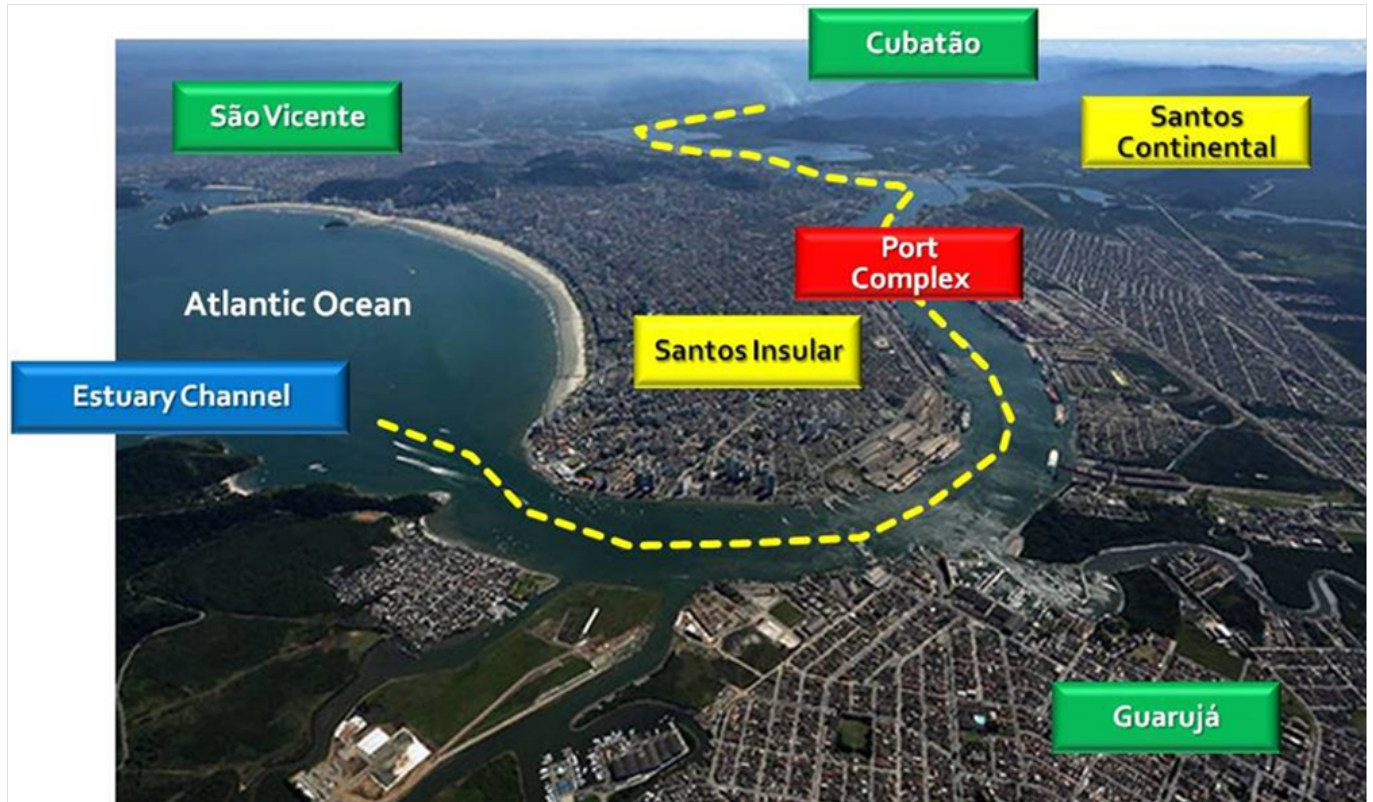 Cubatão
São Vicente
Santos
Continental
Port
Complex
Atlantic Ocean
Santos Insular
Estuary Channel
Guarujá